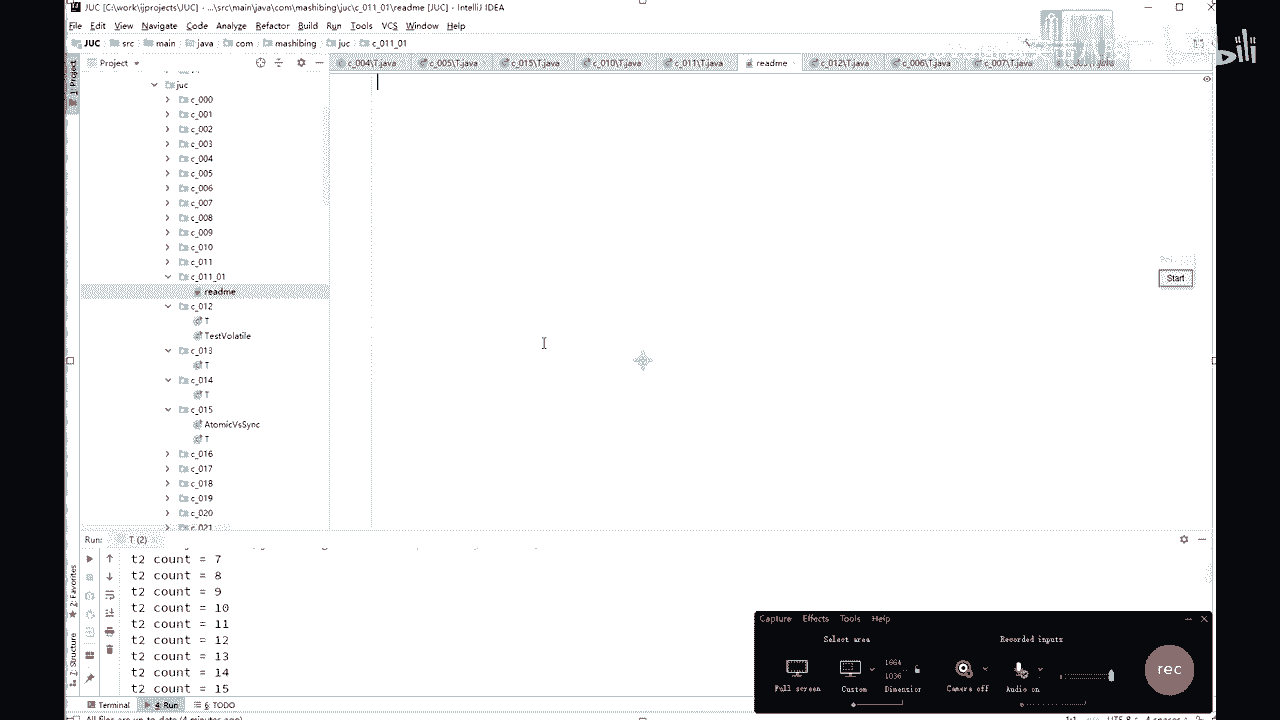 JUC [C:\work\ijprojects\JUC] - ...\src\main\java\com\mashibing\juc\c_011_01\readme [JUC] - IntelliJ IDEA
File Edit View Navigate Code Analyze Refactor Build Run Tools VCS Window Help
JUC src main java com mashibing juc c_011_01
Project
c_004\T.java c_005\T.java c_010\T.java c_011\T.java readme c_012\T.java c_006\T.java c_007\T.java
1: Project
juc
c_000
c_001
c_002
c_003
c_004
c_005
c_006
c_007
c_008
c_009
c_010
c_011
c_011_01
readme
c_012
T
TestVolatile
c_013
T
c_014
T
c_015
AtomicVsSync
T
c_016
c_017
c_018
c_019
c_020
c_021
Start
Run: T (2)
t2 count = 7
t2 count = 8
t2 count = 9
t2 count = 10
t2 count = 11
t2 count = 12
t2 count = 13
t2 count = 14
t2 count = 15
2: Favorites
Z: Structure
Capture Effects Tools Help
Select area Recorded inputs
1664
1036
Full screen Custom Dimension Camera off Audio on
rec
Terminal 4: Run 6: TODO
All files are up-to-date (4 minutes ago)
1:1